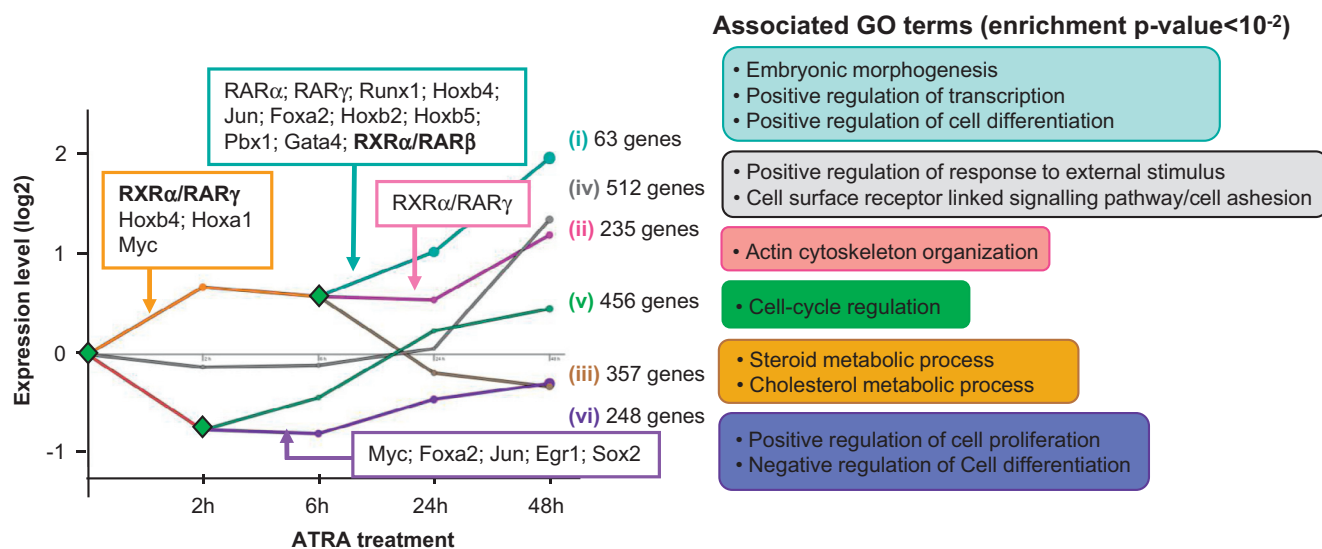 Associated GO terms (enrichment p-value<10-2)
RARα; RARγ; Runx1; Hoxb4;
Jun; Foxa2; Hoxb2; Hoxb5;
Pbx1; Gata4; RXRα/RARβ
• Embryonic morphogenesis
• Positive regulation of transcription
• Positive regulation of cell differentiation
(i) 63 genes
RXRα/RARγ
Hoxb4; Hoxa1
Myc
(iv) 512 genes
• Positive regulation of response to external stimulus
• Cell surface receptor linked signalling pathway/cell ashesion
RXRα/RARγ
(ii) 235 genes
• Actin cytoskeleton organization
(v) 456 genes
• Cell-cycle regulation
(iii) 357 genes
• Steroid metabolic process
• Cholesterol metabolic process
(vi) 248 genes
• Positive regulation of cell proliferation
• Negative regulation of Cell differentiation
Myc; Foxa2; Jun; Egr1; Sox2
Expression level (log2)
2
1
0
-1
2h
6h
24h
48h
2h 6h 24h 48h
ATRA treatment